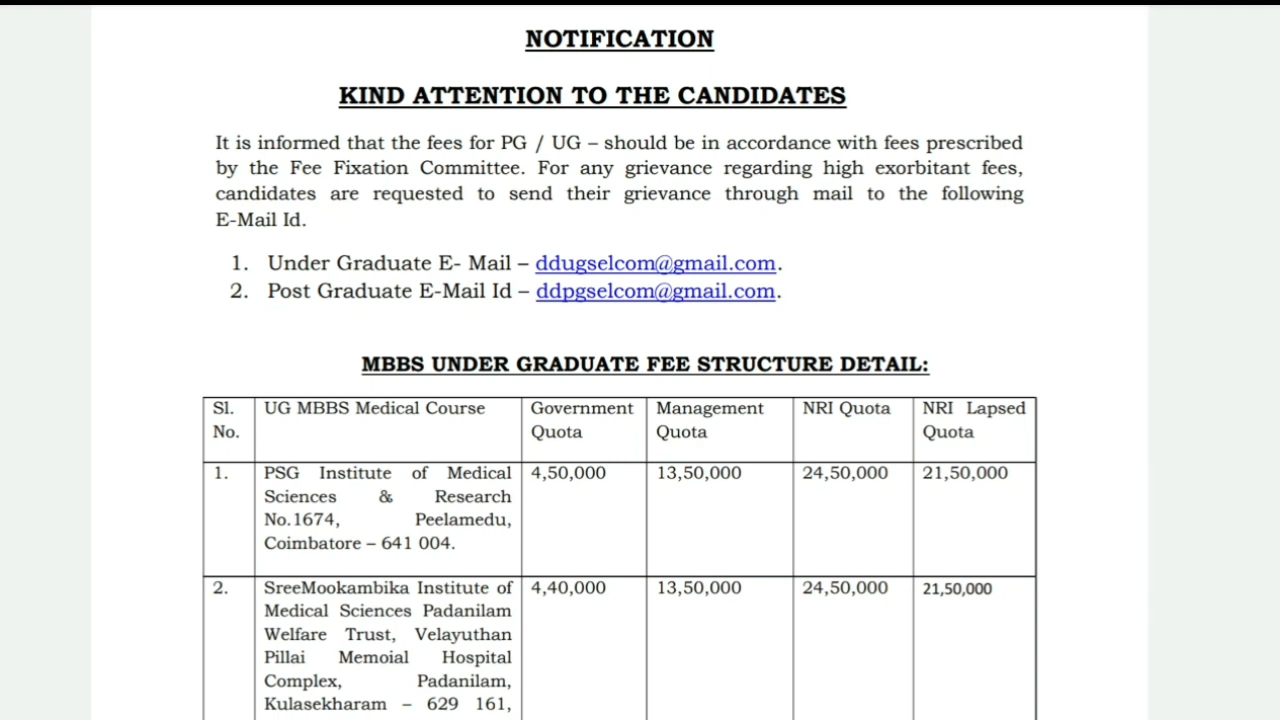 NOTIFICATION
KIND ATTENTION TO THE CANDIDATES
It is informed that the fees for PG / UG – should be in accordance with fees prescribed
by the Fee Fixation Committee. For any grievance regarding high exorbitant fees,
candidates are requested to send their grievance through mail to the following
E-Mail Id.
1. Under Graduate E- Mail – ddugselcom@gmail.com.
2. Post Graduate E-Mail Id – ddpgselcom@gmail.com.
MBBS UNDER GRADUATE FEE STRUCTURE DETAIL:
Sl. UG MBBS Medical Course Government Management NRI Quota NRI Lapsed
No. Quota Quota Quota
1. PSG Institute of Medical 4,50,000 13,50,000 24,50,000 21,50,000
Sciences & Research
No.1674, Peelamedu,
Coimbatore – 641 004.
2. SreeMookambika Institute of 4,40,000 13,50,000 24,50,000 21,50,000
Medical Sciences Padanilam
Welfare Trust, Velayuthan
Pillai Memoial Hospital
Complex, Padanilam,
Kulasekharam – 629 161,